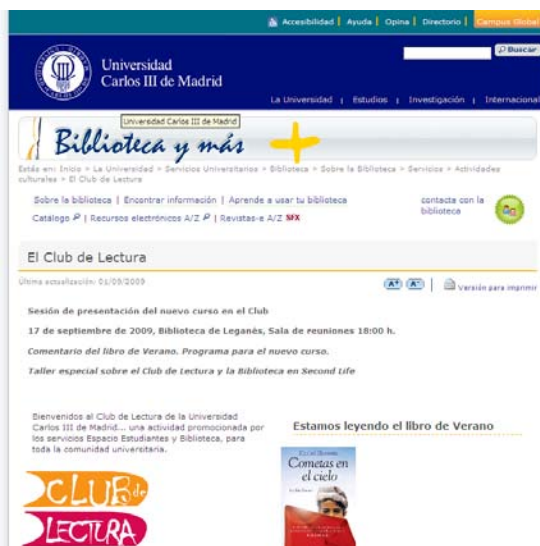 Accesibilidad | Ayuda | Opina | Directorio | Campus Global
Buscar
Universidad
Carlos III de Madrid
La Universidad | Estudios | Investigación | Internacional
Universidad Carlos III de Madrid
Biblioteca y más +
Estás en: Inicio > La Universidad > Servicios Universitarios > Biblioteca > Sobre la Biblioteca > Servicios > Actividades
culturales > El Club de Lectura
Sobre la biblioteca | Encontrar información | Aprende a usar tu biblioteca
contacta con la
biblioteca
Catálogo | Recursos electrónicos A/Z | Revistas-e A/Z SFX
El Club de Lectura
Última actualización: 01/09/2009
A+ A- | Versión para imprimir
Sesión de presentación del nuevo curso en el Club
17 de septiembre de 2009, Biblioteca de Leganés, Sala de reuniones 18:00 h.
Comentario del libro de Verano. Programa para el nuevo curso.
Taller especial sobre el Club de Lectura y la Biblioteca en Second Life
Bienvenidos al Club de Lectura de la Universidad
Carlos III de Madrid... una actividad promocionada por
los servicios Espacio Estudiantes y Biblioteca, para
toda la comunidad universitaria.
CLUB de
LECTURA
Estamos leyendo el libro de Verano
Cometas en
el cielo